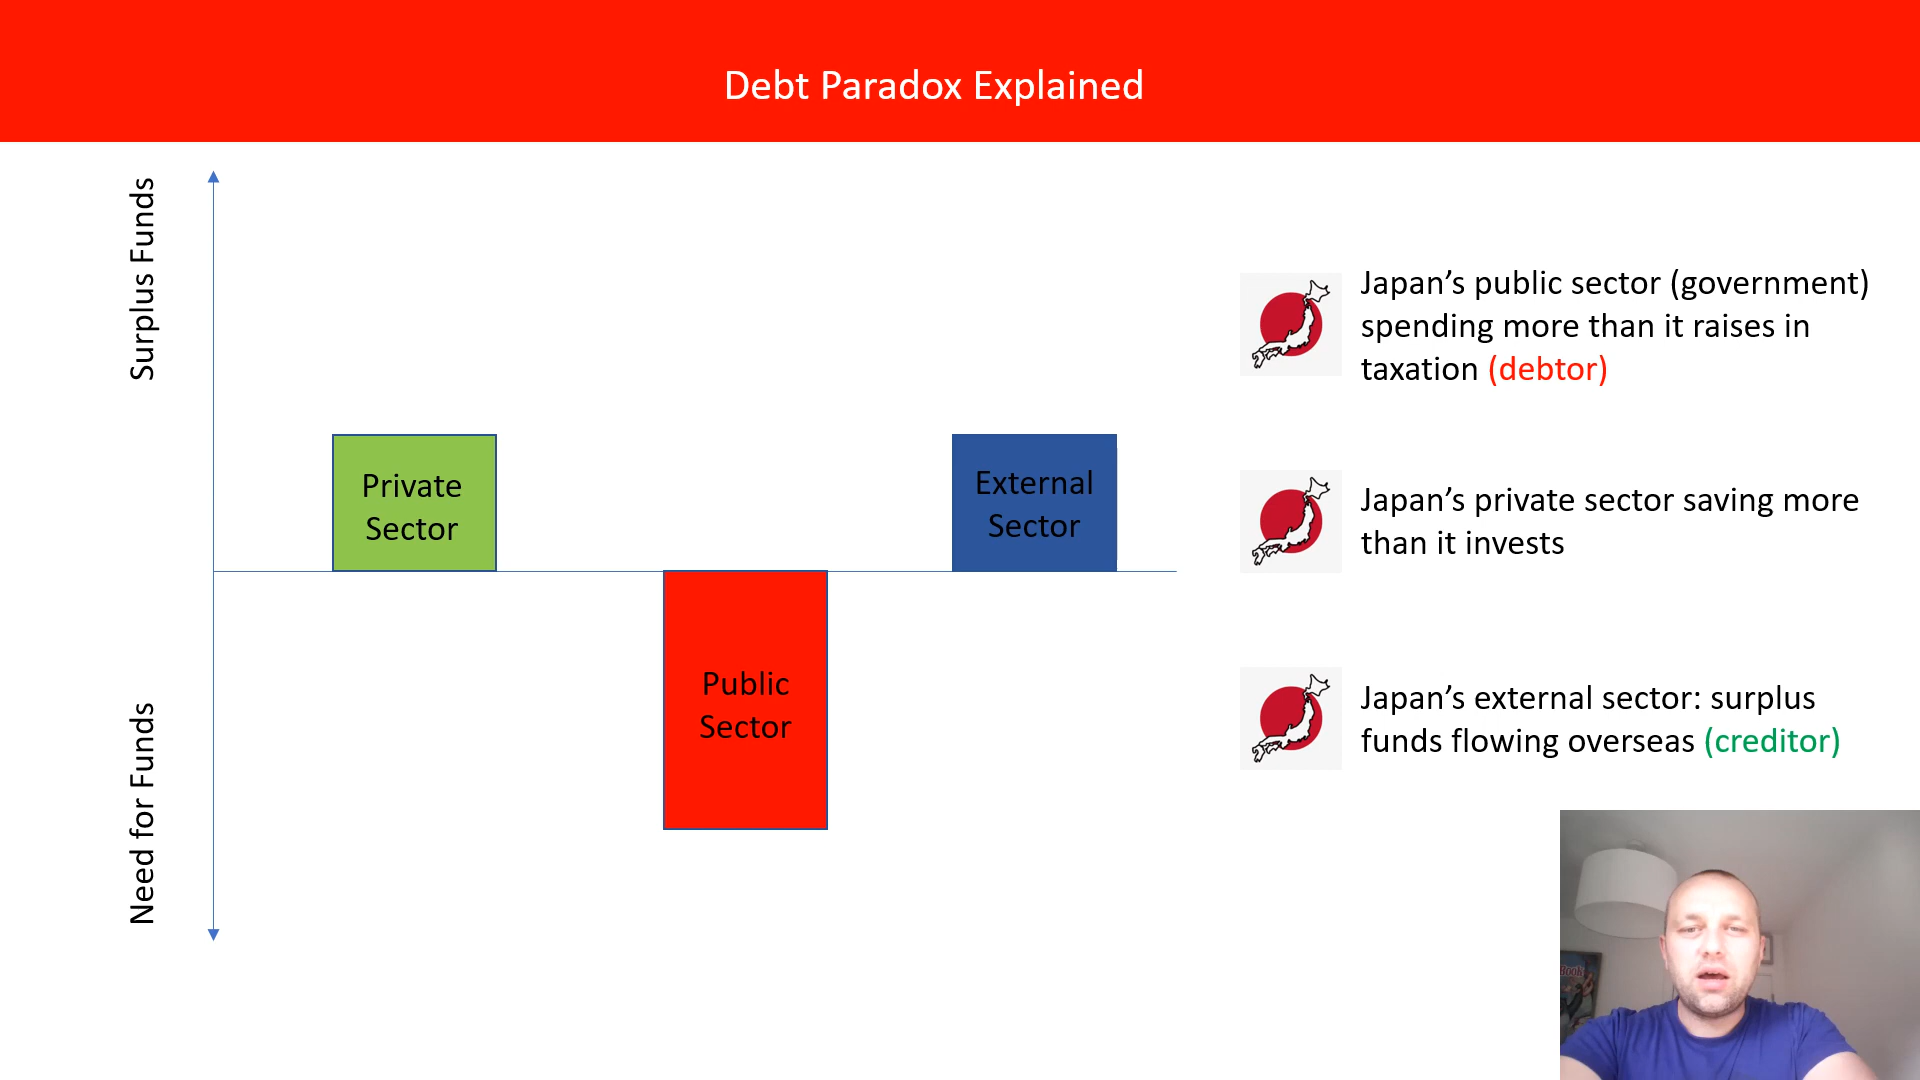 Debt Paradox Explained
Surplus Funds
Need for Funds
Private
Sector
Public
Sector
External
Sector
Japan’s public sector (government)
spending more than it raises in
taxation (debtor)
Japan’s private sector saving more
than it invests
Japan’s external sector: surplus
funds flowing overseas (creditor)